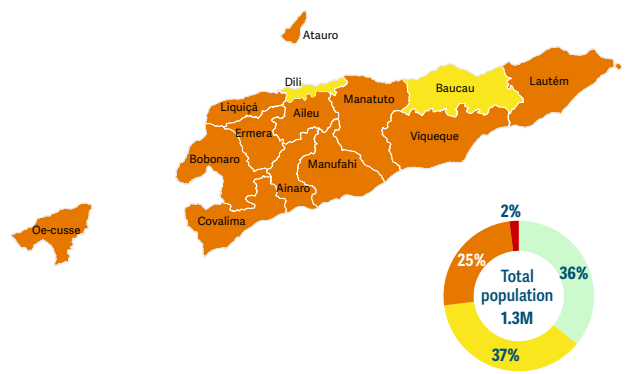 Atauro
Dili
Baucau
Lautém
Liquiçá
Manatuto
Aileu
Ermera
Viqueque
Bobonaro
Manufahi
Ainaro
Covalima
Oe-cusse
2%
25%
36%
Total
population
1.3M
37%